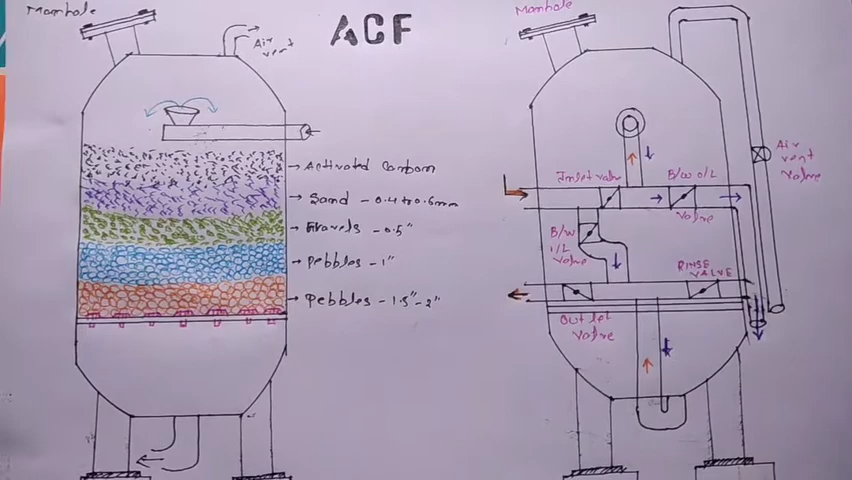 Manhole
Air
vent
ACF
Activated Carbon
Sand - 0.4 to 0.6mm
Gravels - 0.5"
Pebbles - 1"
Pebbles - 1.5"-2"
Manhole
Air
vent
valve
Inlet valve
B/W O/L
valve
B/W
I/L
valve
RINSE
VALVE
Outlet
valve